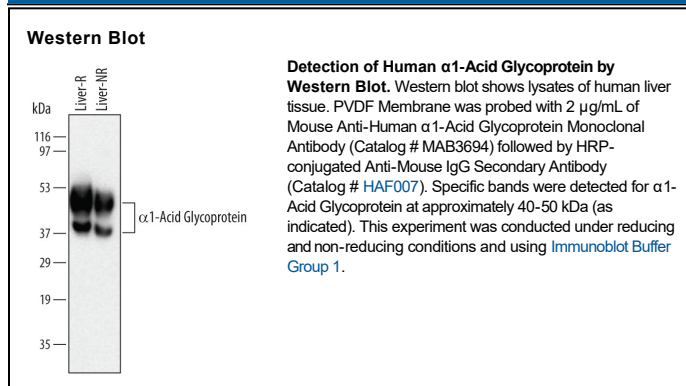 Western Blot
Liver-R
Liver-NR
kDa
116
97
53
37
29
19
35
α1-Acid Glycoprotein
Detection of Human α1-Acid Glycoprotein by
Western Blot. Western blot shows lysates of human liver
tissue. PVDF Membrane was probed with 2 µg/mL of
Mouse Anti-Human α1-Acid Glycoprotein Monoclonal
Antibody (Catalog # MAB3694) followed by HRP-
conjugated Anti-Mouse IgG Secondary Antibody
(Catalog # HAF007). Specific bands were detected for α1-
Acid Glycoprotein at approximately 40-50 kDa (as
indicated). This experiment was conducted under reducing
and non-reducing conditions and using Immunoblot Buffer
Group 1.